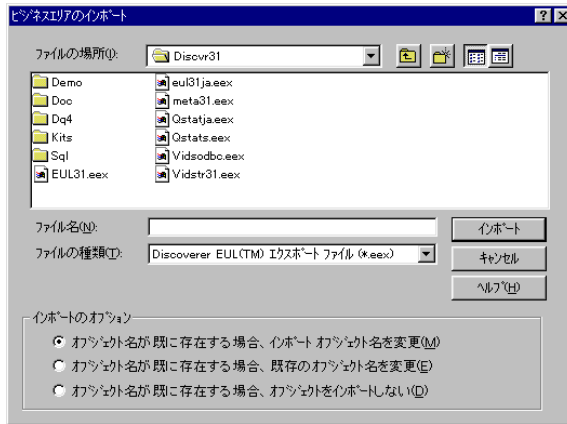 ビジネスエリアのインポート
ファイルの場所(I):
Discvr31
Demo
Doc
Dq4
Kits
Sql
EUL31.eex
eul31ja.eex
meta31.eex
Qstatja.eex
Qstats.eex
Vidsodbc.eex
Vidstr31.eex
ファイル名(N):
インポート
ファイルの種類(T):
Discoverer EUL(TM) エクスポート ファイル (*.eex)
キャンセル
ヘルプ(H)
インポートのオプション
オブジェクト名が既に存在する場合、インポート オブジェクト名を変更(M)
オブジェクト名が既に存在する場合、既存のオブジェクト名を変更(E)
オブジェクト名が既に存在する場合、オブジェクトをインポートしない(D)